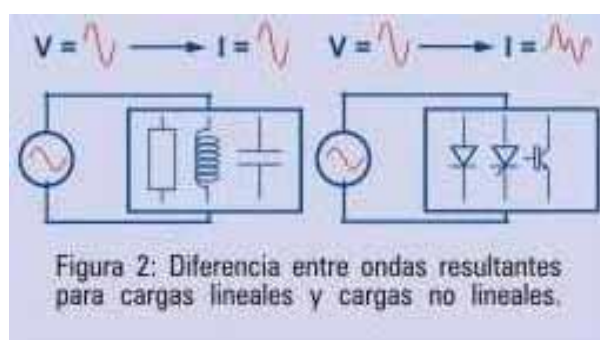 V = I = V = I =
Figura 2: Diferencia entre ondas resultantes
para cargas lineales y cargas no lineales.